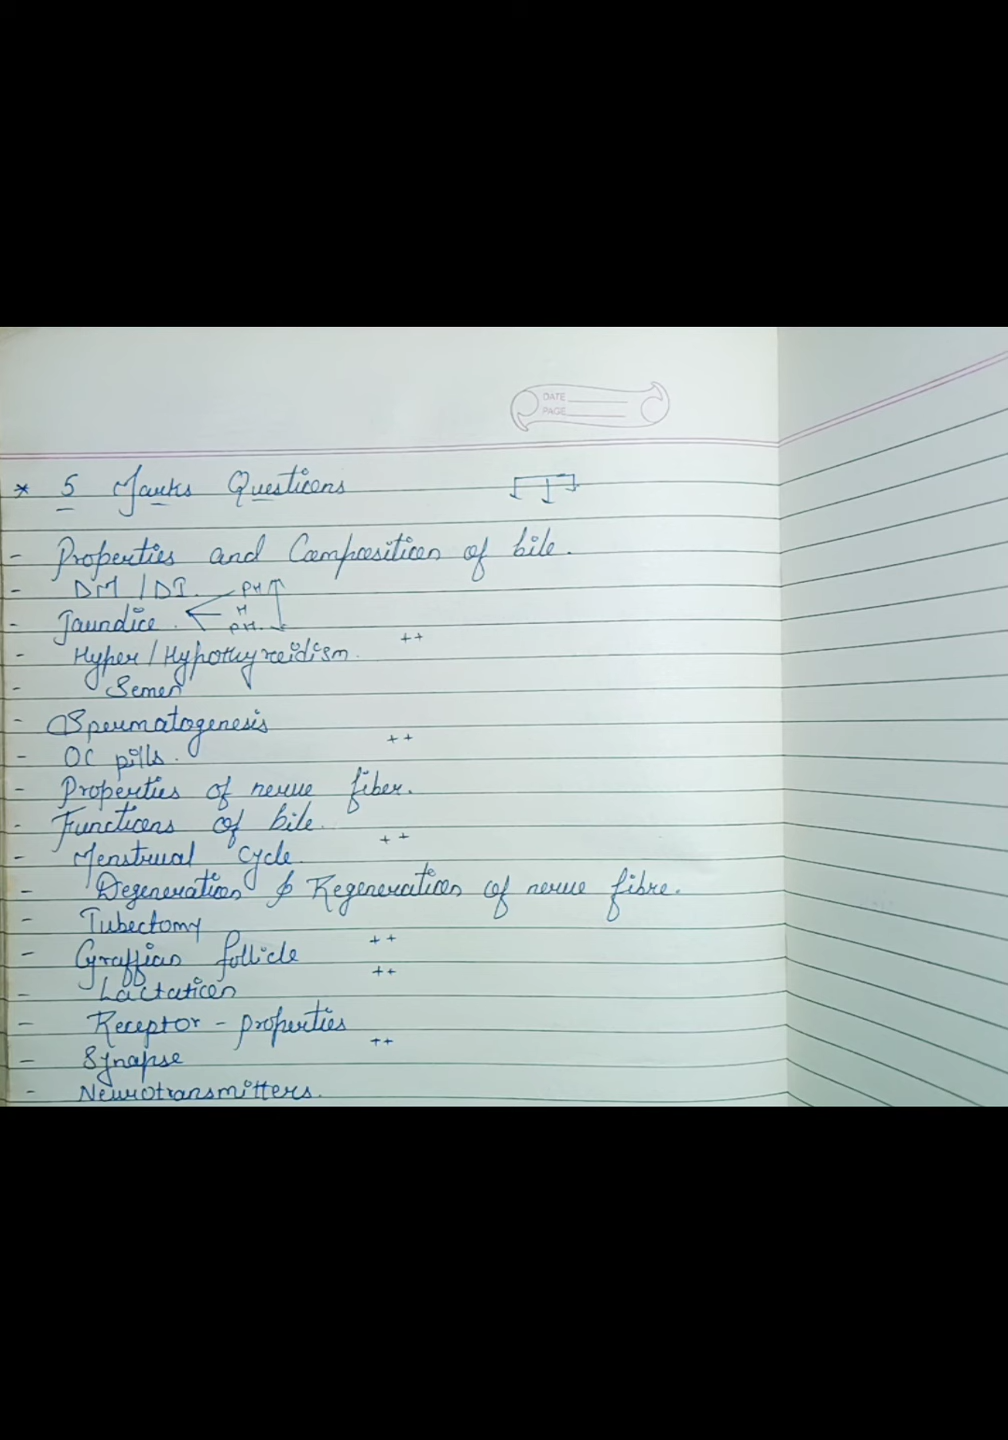 DATE
PAGE
* 5 Marks Questions
- Properties and Composition of bile.
- DM / DI.
PH
- Jaundice.
H
PH
++
- Hyper / Hypothyroidism.
- Semen
- Spermatogenesis
++
- OC pills.
- Properties of nerve fiber.
- Functions of bile.
++
- Menstrual cycle.
- Degeneration & Regeneration of nerve fibre.
- Tubectomy
++
- Graffian follicle
++
- Lactation
- Receptor - properties
++
- Synapse
- Neurotransmitters.